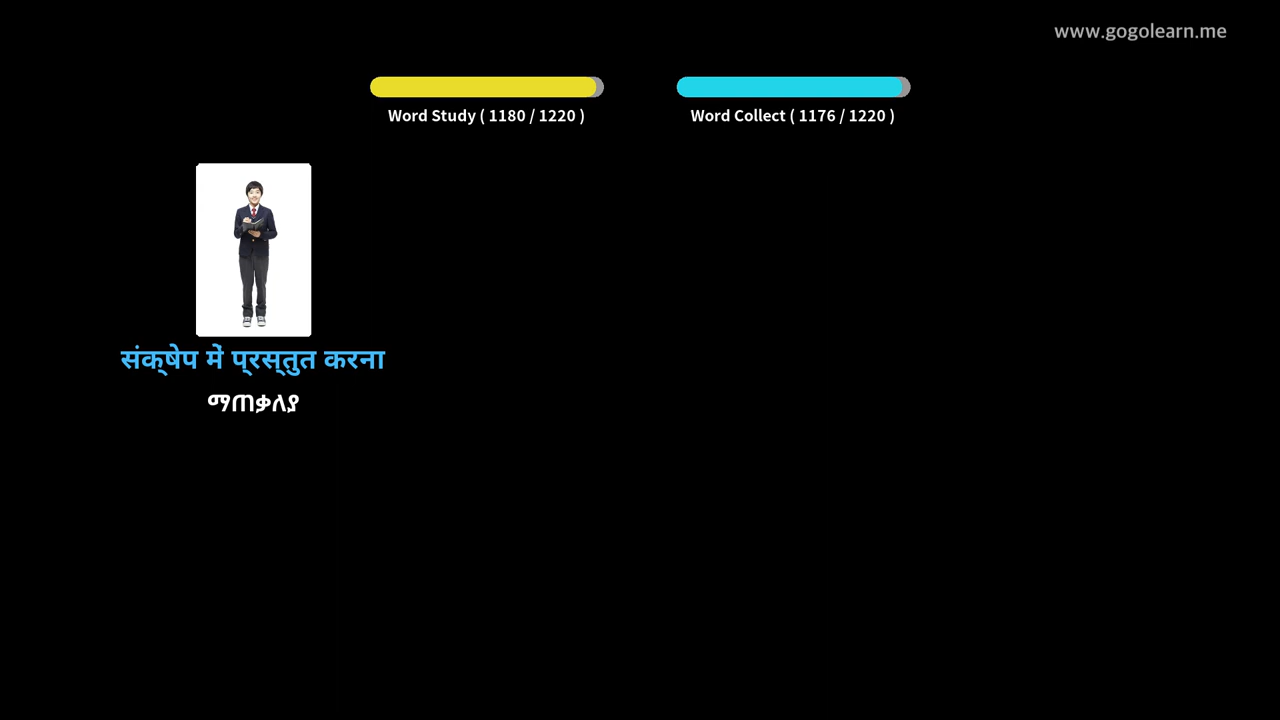 www.gogolearn.me
Word Study ( 1180 / 1220 )
Word Collect ( 1176 / 1220 )
संक्षेप में प्रस्तुत करना
ማጠቃለያ